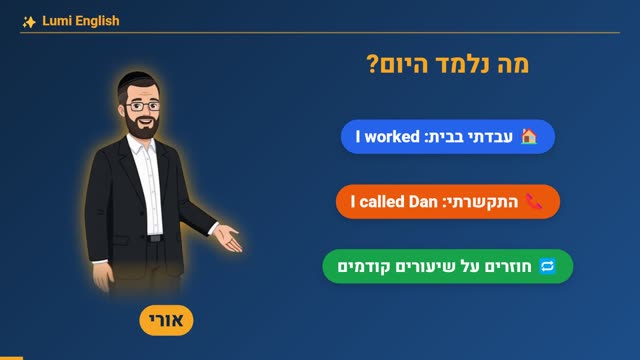 Lumi English
מה נלמד היום?
עבדתי בבית: I worked
התקשרתי: I called Dan
חוזרים על שיעורים קודמים
אורי